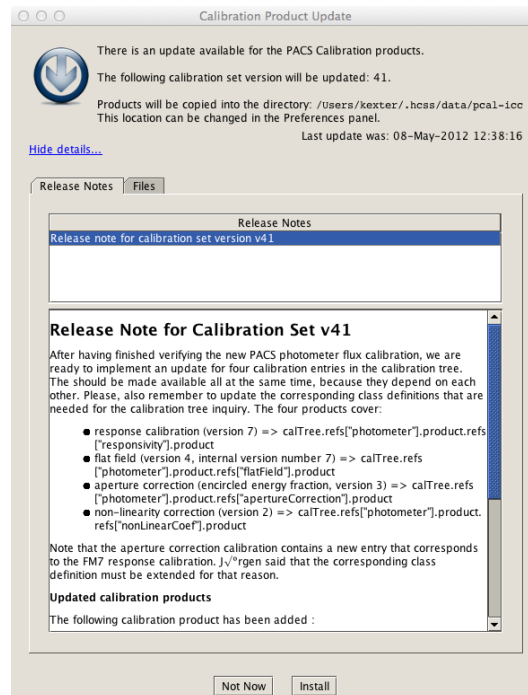 Calibration Product Update
There is an update available for the PACS Calibration products.
The following calibration set version will be updated: 41.
Products will be copied into the directory: /Users/kexter/.hcss/data/pcal-icc
This location can be changed in the Preferences panel.
Last update was: 08-May-2012 12:38:16
Hide details...
Release Notes Files
Release Notes
Release note for calibration set version v41
Release Note for Calibration Set v41
After having finished verifying the new PACS photometer flux calibration, we are
ready to implement an update for four calibration entries in the calibration tree.
The should be made available all at the same time, because they depend on each
other. Please, also remember to update the corresponding class definitions that are
needed for the calibration tree inquiry. The four products cover:
● response calibration (version 7) => calTree.refs["photometer"].product.refs
["responsivity"].product
● flat field (version 4, internal version number 7) => calTree.refs
["photometer"].product.refs["flatField"].product
● aperture correction (encircled energy fraction, version 3) => calTree.refs
["photometer"].product.refs["apertureCorrection"].product
● non-linearity correction (version 2) => calTree.refs["photometer"].product.
refs["nonLinearCoef"].product
Note that the aperture correction calibration contains a new entry that corresponds
to the FM7 response calibration. J√°rgen said that the corresponding class
definition must be extended for that reason.
Updated calibration products
The following calibration product has been added :
Not Now Install